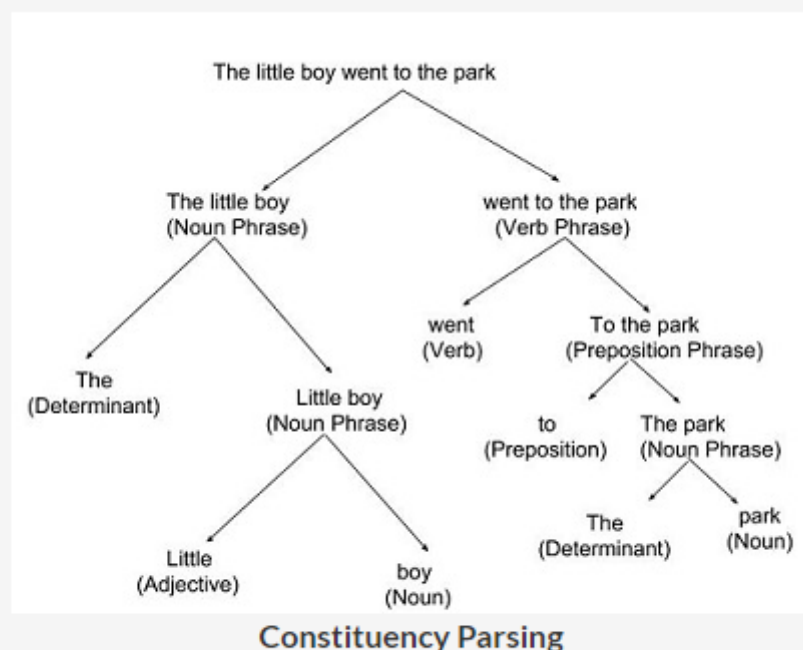 The little boy went to the park
The little boy
(Noun Phrase)
went to the park
(Verb Phrase)
went
(Verb)
To the park
(Preposition Phrase)
The
(Determinant)
Little boy
(Noun Phrase)
to
(Preposition)
The park
(Noun Phrase)
The
(Determinant)
park
(Noun)
Little
(Adjective)
boy
(Noun)
Constituency Parsing